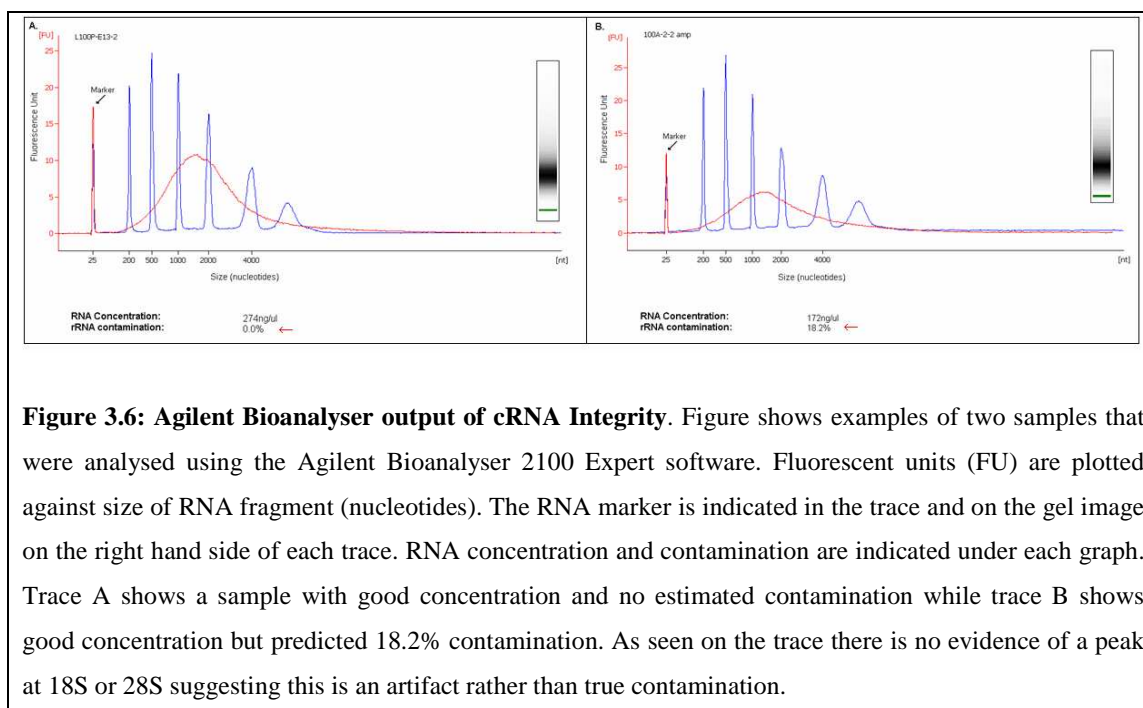 A.
[FU]
L100P-E13-2
25
20
15
10
5
0
Fluorescence Unit
Marker
25 200 500 1000 2000 4000 [nt]
Size (nucleotides)
RNA Concentration: 274ng/ul
rRNA contamination: 0.0% ←
B.
[FU]
100A-2-2 amp
25
20
15
10
5
0
Fluorescence Unit
Marker
25 200 500 1000 2000 4000 [nt]
Size (nucleotides)
RNA Concentration: 172ng/ul
rRNA contamination: 18.2% ←
Figure 3.6: Agilent Bioanalyser output of cRNA Integrity. Figure shows examples of two samples that
were analysed using the Agilent Bioanalyser 2100 Expert software. Fluorescent units (FU) are plotted
against size of RNA fragment (nucleotides). The RNA marker is indicated in the trace and on the gel image
on the right hand side of each trace. RNA concentration and contamination are indicated under each graph.
Trace A shows a sample with good concentration and no estimated contamination while trace B shows
good concentration but predicted 18.2% contamination. As seen on the trace there is no evidence of a peak
at 18S or 28S suggesting this is an artifact rather than true contamination.